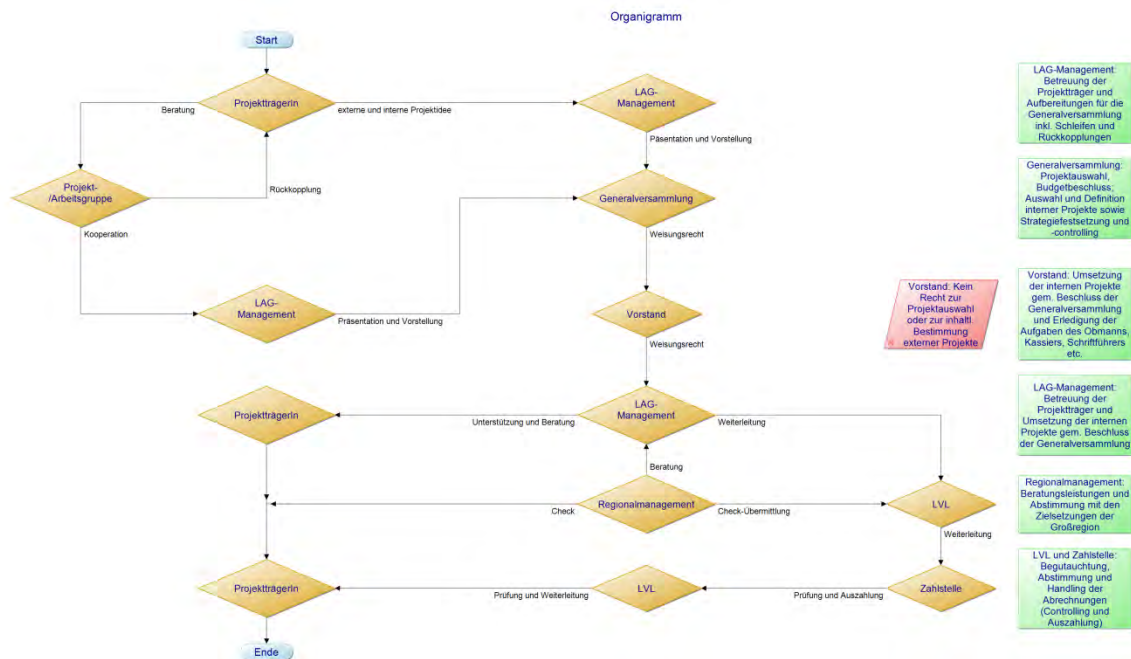 Organigramm
Start
ProjektträgerIn
Beratung
externe und interne Projektidee
LAG-
Management
Päsentation und Vorstellung
Projekt-
/Arbeitsgruppe
Rückkopplung
Kooperation
Generalversammlung
Weisungsrecht
LAG-
Management
Präsentation und Vorstellung
Vorstand
Weisungsrecht
ProjektträgerIn
Unterstützung und Beratung
LAG-
Management
Weiterleitung
Beratung
Check
Regionalmanagement
Check-Übermittlung
LVL
Weiterleitung
ProjektträgerIn
Prüfung und Weiterleitung
LVL
Prüfung und Auszahlung
Zahlstelle
Ende
Vorstand: Kein
Recht zur
Projektauswahl
oder zur inhaltl.
Bestimmung
externer Projekte
LAG-Management:
Betreuung der
Projektträger und
Aufbereitungen für die
Generalversammlung
inkl. Schleifen und
Rückkopplungen
Generalversammlung:
Projektauswahl,
Budgetbeschluss;
Auswahl und Definition
interner Projekte sowie
Strategiefestsetzung und
-controlling
Vorstand: Umsetzung
der internen Projekte
gem. Beschluss der
Generalversammlung
und Erledigung der
Aufgaben des Obmanns,
Kassiers, Schriftführers
etc.
LAG-Management:
Betreuung der
Projektträger und
Umsetzung der internen
Projekte gem. Beschluss
der Generalversammlung
Regionalmanagement:
Beratungsleistungen und
Abstimmung mit den
Zielsetzungen der
Großregion
LVL und Zahlstelle:
Begutauchtung,
Abstimmung und
Handling der
Abrechnungen
(Controlling und
Auszahlung)